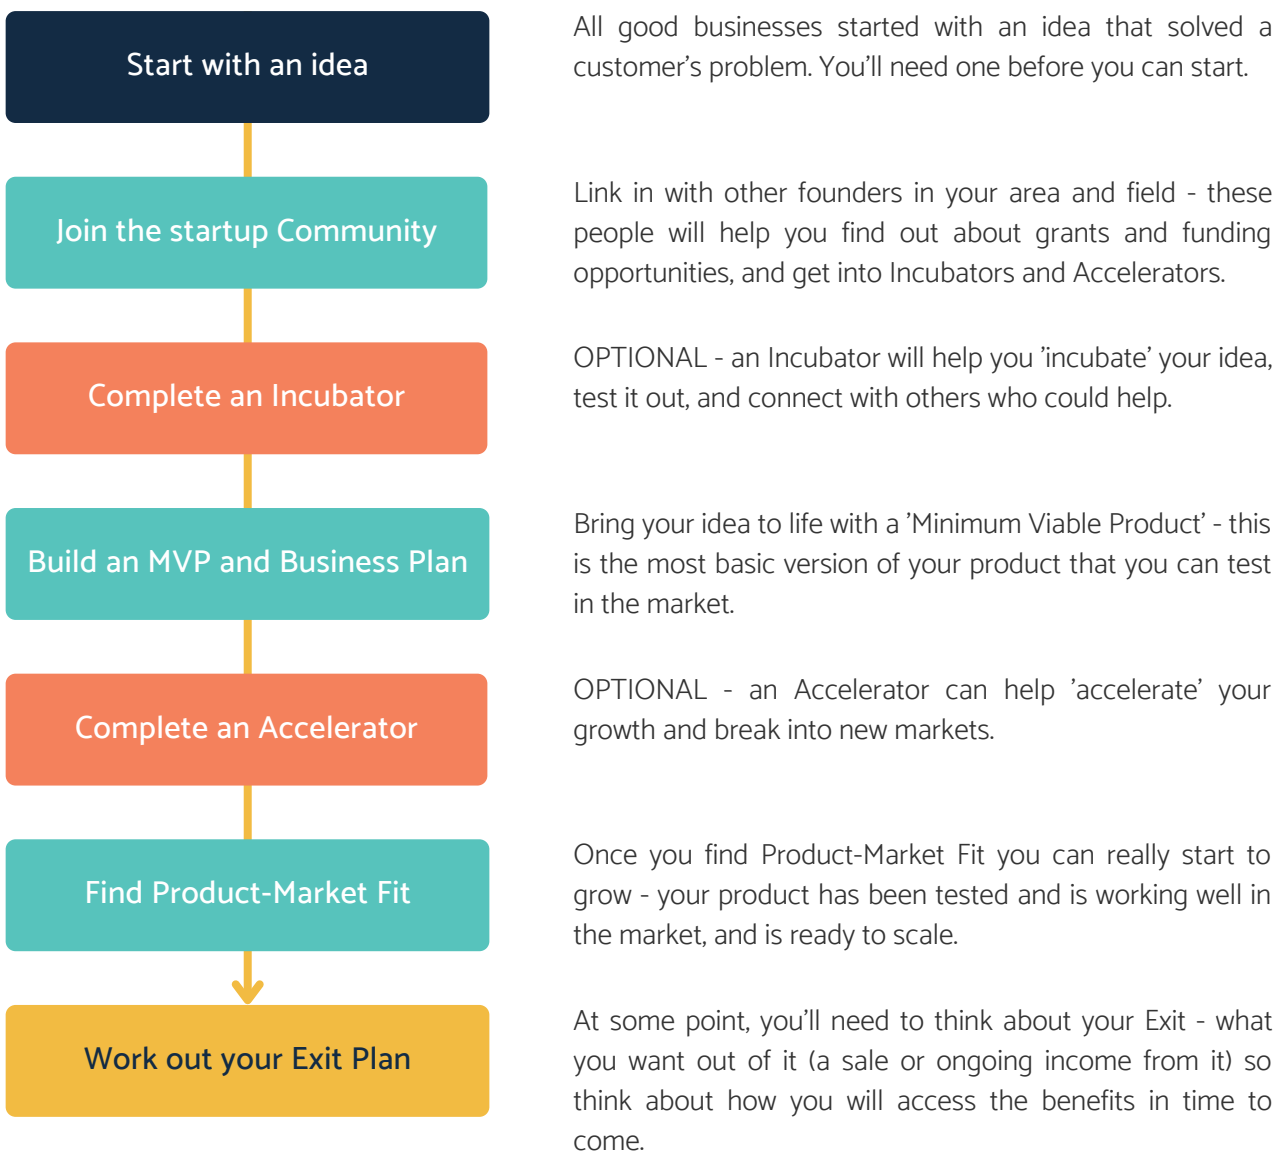 Start with an idea
All good businesses started with an idea that solved a
customer's problem. You'll need one before you can start.
Join the startup Community
Link in with other founders in your area and field - these
people will help you find out about grants and funding
opportunities, and get into Incubators and Accelerators.
Complete an Incubator
OPTIONAL - an Incubator will help you 'incubate' your idea,
test it out, and connect with others who could help.
Build an MVP and Business Plan
Bring your idea to life with a 'Minimum Viable Product' - this
is the most basic version of your product that you can test
in the market.
Complete an Accelerator
OPTIONAL - an Accelerator can help 'accelerate' your
growth and break into new markets.
Find Product-Market Fit
Once you find Product-Market Fit you can really start to
grow - your product has been tested and is working well in
the market, and is ready to scale.
Work out your Exit Plan
At some point, you'll need to think about your Exit - what
you want out of it (a sale or ongoing income from it) so
think about how you will access the benefits in time to
come.